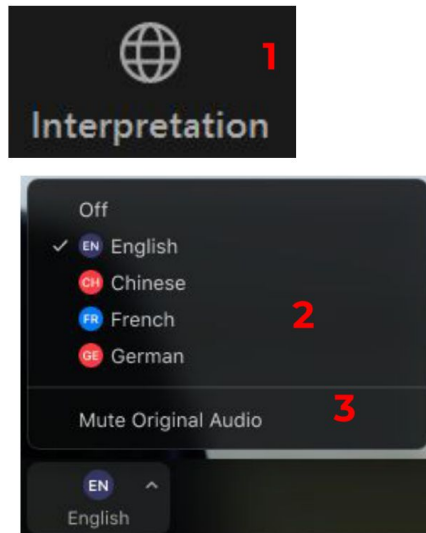 1
Interpretation
Off
EN English
CH Chinese
FR French
2
GE German
Mute Original Audio
3
EN
English